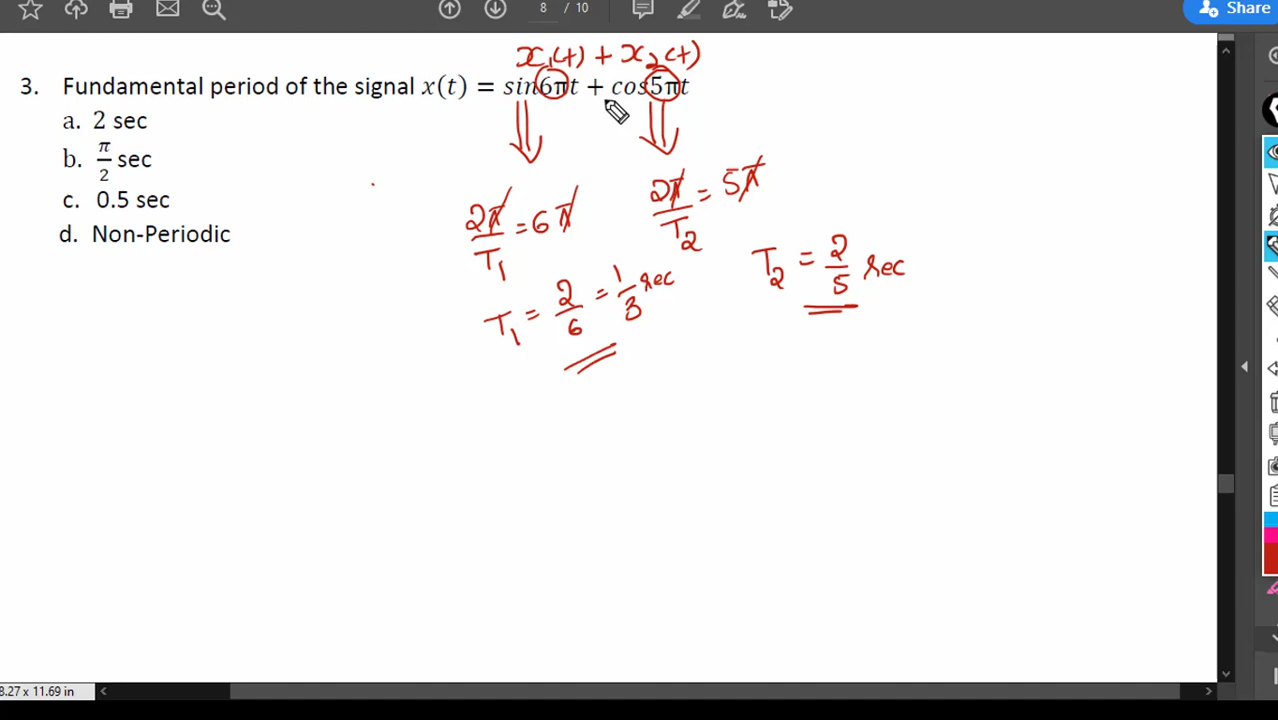 8 / 10
Share
x₁(t) + x₂(t)
3. Fundamental period of the signal x(t) = sin6πt + cos5πt
a. 2 sec
b. π/2 sec
c. 0.5 sec
d. Non-Periodic
2π/T₁ = 6π
2π/T₂ = 5π
T₁ = 2/6 = 1/3 sec
T₂ = 2/5 sec
8.27 x 11.69 in